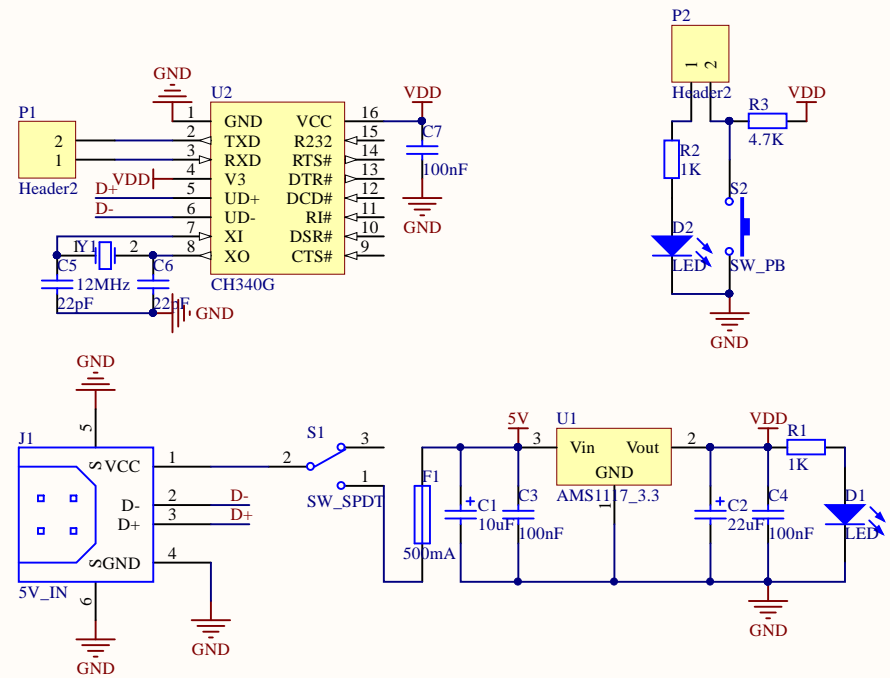 P2
GND
U2
1
2
P1
1
GND
VCC
16
VDD
Header2
R3
VDD
2
2
TXD
R232
15
C7
4.7K
1
3
RXD
RTS#
14
R2
Header2
VDD
4
V3
DTR#
13
100nF
1K
D+
5
UD+
DCD#
12
S2
D-
6
UD-
RI#
11
GND
7
XI
DSR#
10
D2
1
Y1
2
8
XO
CTS#
9
C5
C6
LED
SW_PB
12MHz
CH340G
22pF
22pF
GND
GND
GND
5
J1
S1
3
5V
U1
VDD
R1
S
VCC
1
2
3
Vin
Vout
2
1K
1
F1
GND
D-
2
D-
SW_SPDT
AMS1117_3.3
C1
C3
1
C2
C4
D1
D+
3
D+
10uF
100nF
22uF
100nF
LED
500mA
S
GND
4
5V_IN
6
GND
GND
GND